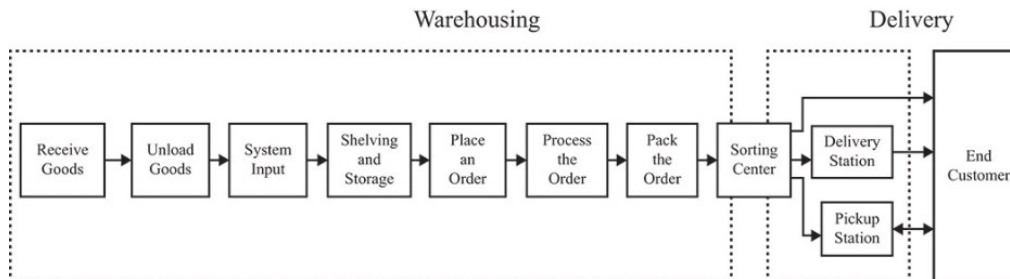 Warehousing
Delivery
Receive
Goods
Unload
Goods
System
Input
Shelving
and
Storage
Place
an
Order
Process
the
Order
Pack
the
Order
Sorting
Center
Delivery
Station
Pickup
Station
End
Customer